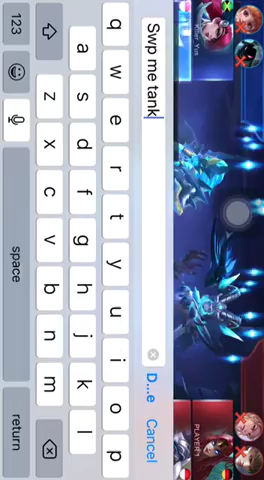 Swp me tank
D...e Cancel
q w e r t y u i o p
a s d f g h j k l
z x c v b n m
123 space return
PLAYER